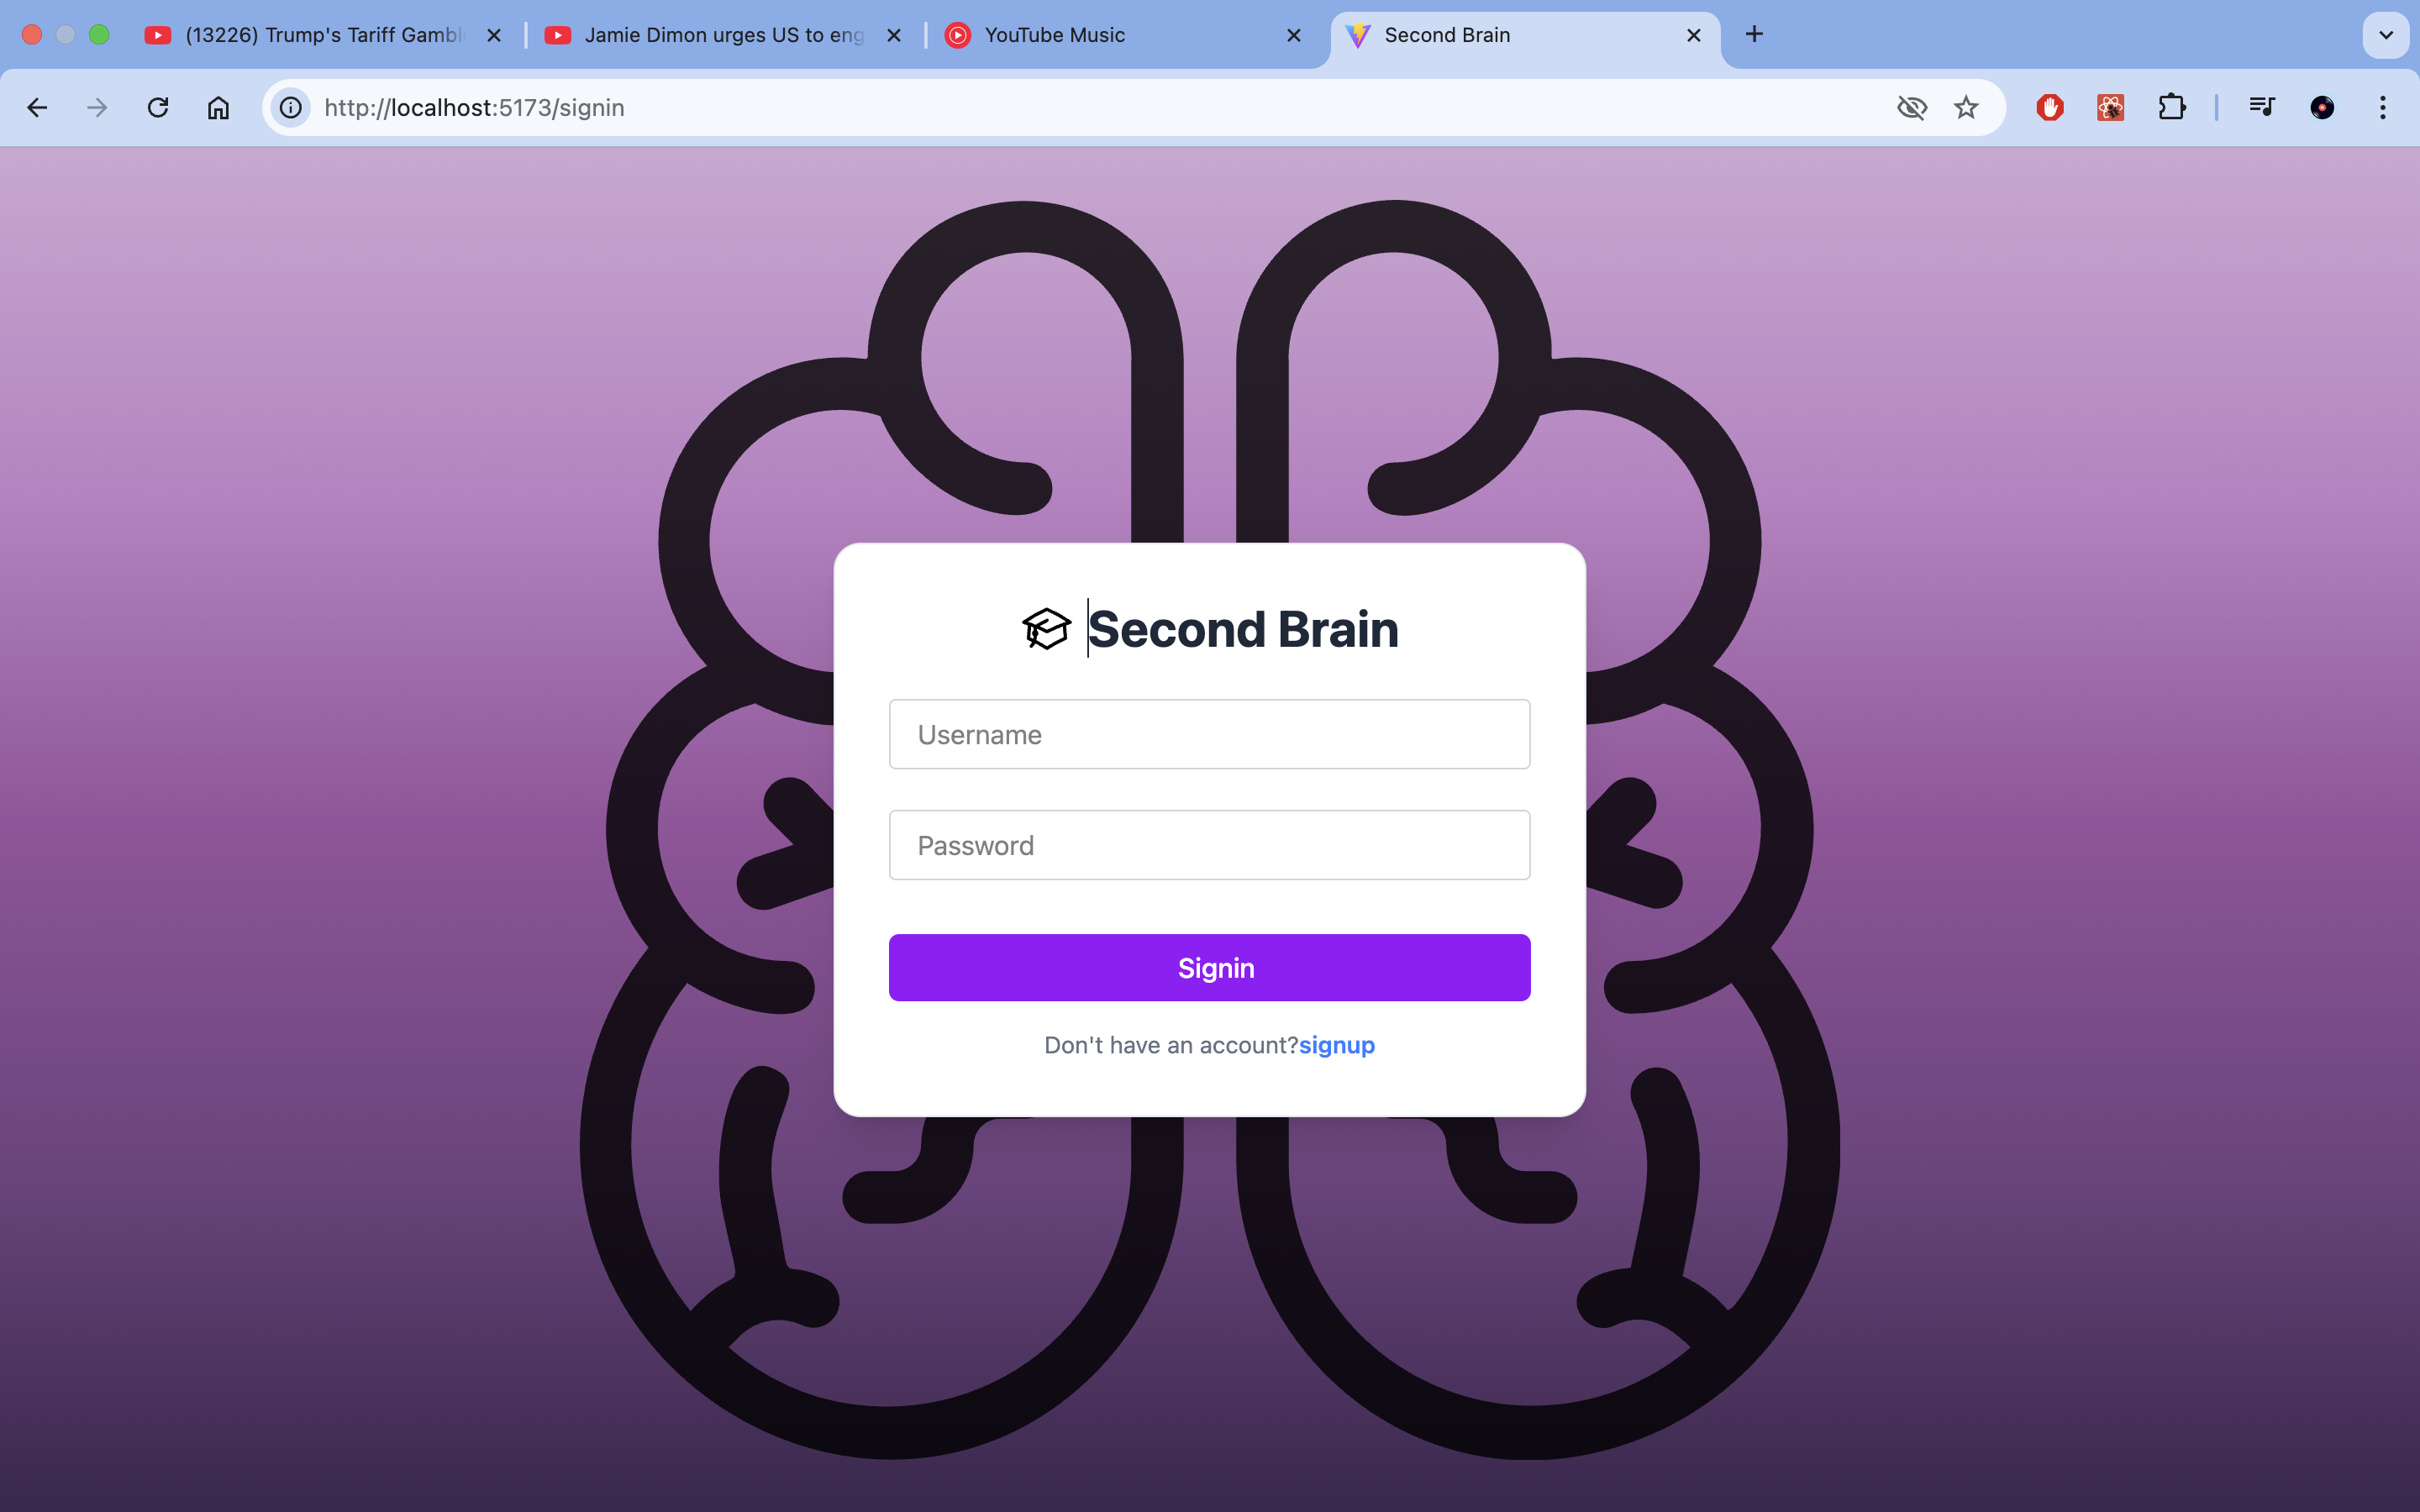 (13226) Trump's Tariff Gambl
Jamie Dimon urges US to eng
YouTube Music
Second Brain
http://localhost:5173/signin
Second Brain
Username
Password
Signin
Don't have an account?signup